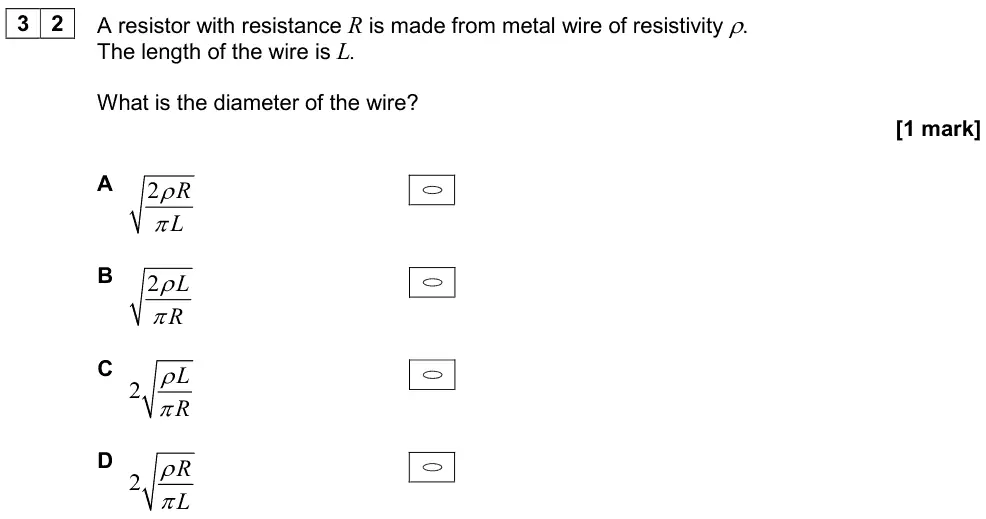 3 2 A resistor with resistance R is made from metal wire of resistivity ρ.
The length of the wire is L.
What is the diameter of the wire?
[1 mark]
A √(2ρR/πL)
B √(2ρL/πR)
C 2√(ρL/πR)
D 2√(ρR/πL)